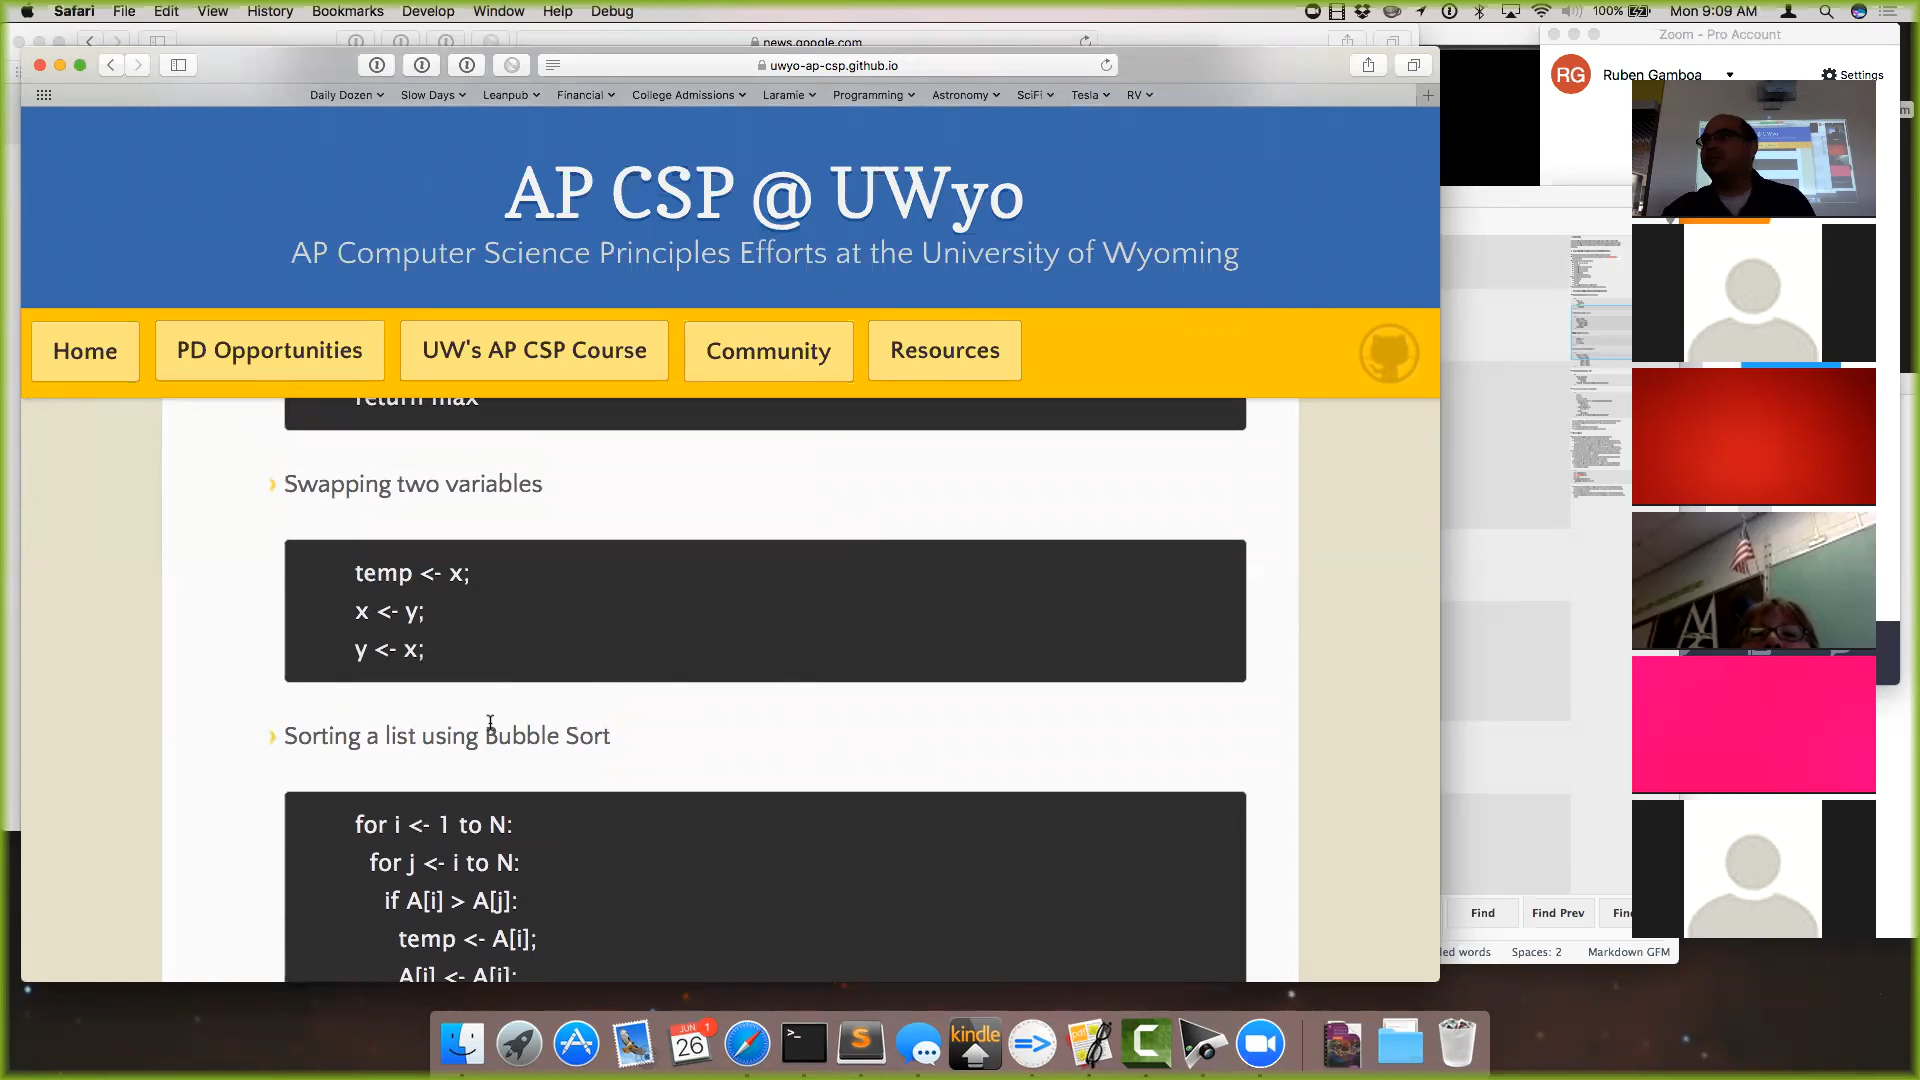 Safari File Edit View History Bookmarks Develop Window Help Debug 100% Mon 9:09 AM
news.google.com
Zoom - Pro Account
uwyo-ap-csp.github.io
RG Ruben Gamboa Settings
Daily Dozen Slow Days Leanpub Financial College Admissions Laramie Programming Astronomy SciFi Tesla RV
AP CSP @ UWyo
AP Computer Science Principles Efforts at the University of Wyoming
Home PD Opportunities UW's AP CSP Course Community Resources
return max
Swapping two variables
temp <- x;
x <- y;
y <- x;
Sorting a list using Bubble Sort
for i <- 1 to N:
for j <- i to N:
if A[i] > A[j]:
temp <- A[i];
A[i] <- A[j];
Find Find Prev
words Spaces: 2 Markdown GFM
JUN 1
26
kindle